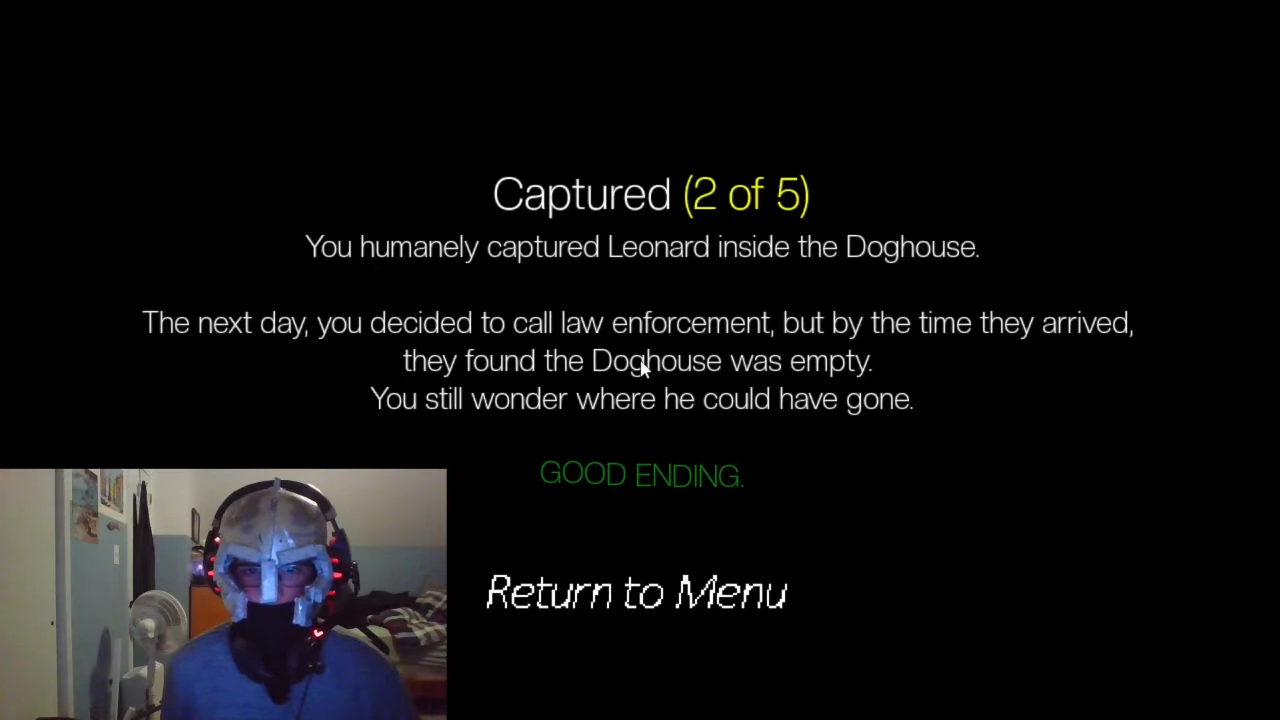 Captured (2 of 5)
You humanely captured Leonard inside the Doghouse.
The next day, you decided to call law enforcement, but by the time they arrived,
they found the Doghouse was empty.
You still wonder where he could have gone.
GOOD ENDING.
Return to Menu